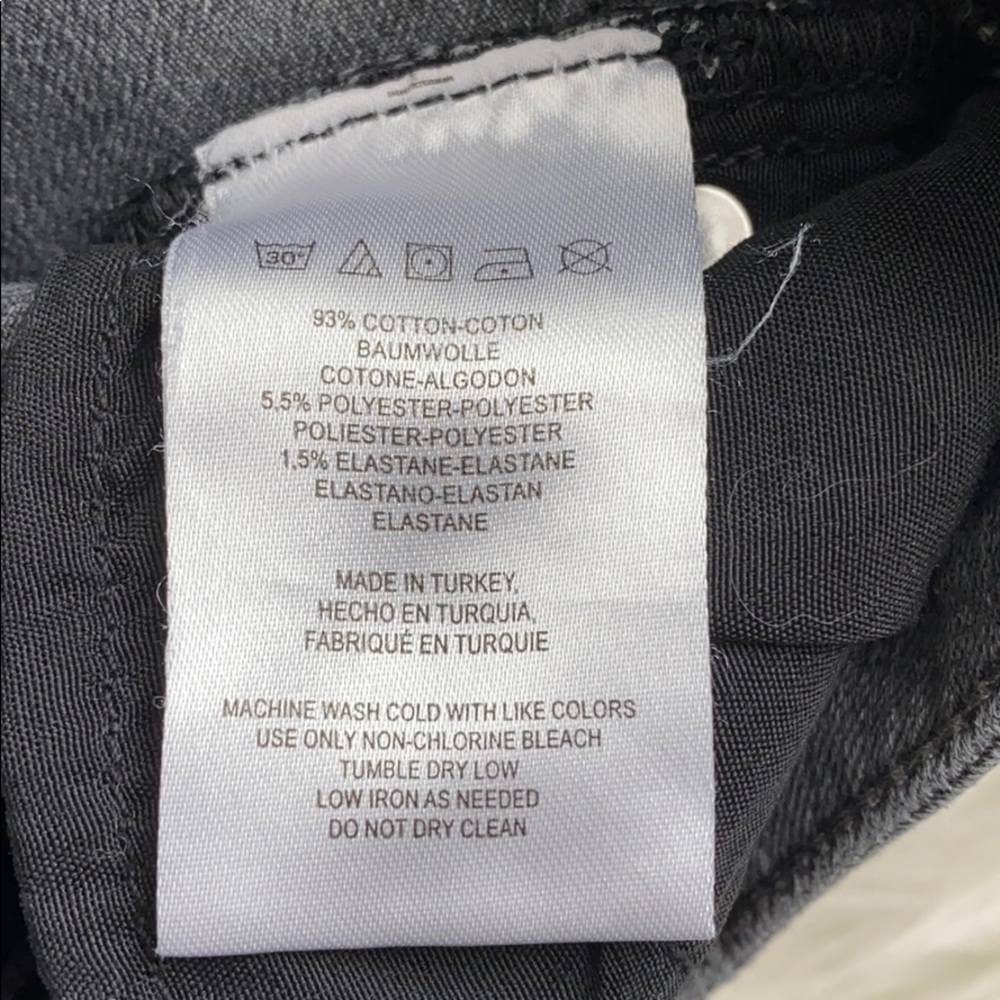 30°
93% COTTON-COTON
BAUMWOLLE
COTONE-ALGODON
5.5% POLYESTER-POLYESTER
POLIESTER-POLYESTER
1.5% ELASTANE-ELASTANE
ELASTANO-ELASTAN
ELASTANE
MADE IN TURKEY,
HECHO EN TURQUIA,
FABRIQUÉ EN TURQUIE
MACHINE WASH COLD WITH LIKE COLORS
USE ONLY NON-CHLORINE BLEACH
TUMBLE DRY LOW
LOW IRON AS NEEDED
DO NOT DRY CLEAN